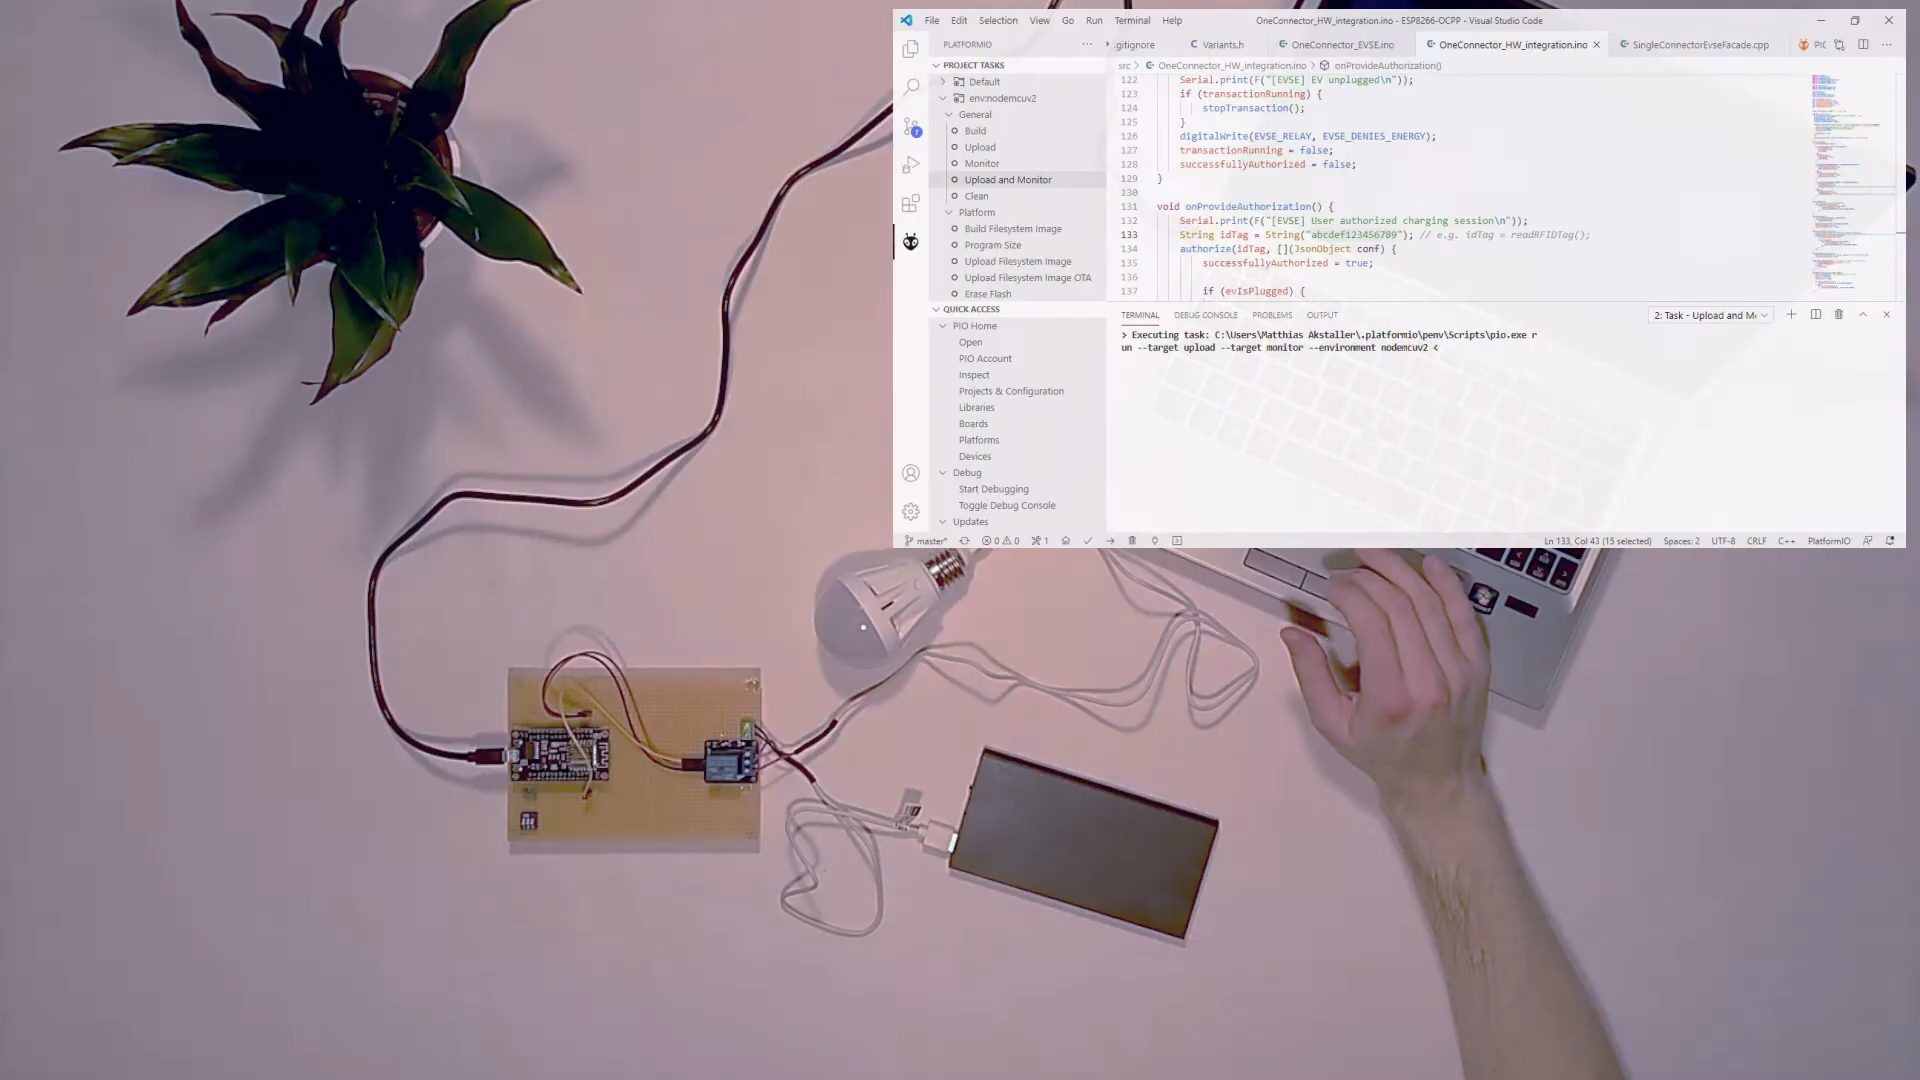 File Edit Selection View Go Run Terminal Help
OneConnector_HW_integration.ino - ESP8266-OCPP - Visual Studio Code
PLATFORMIO
.gitignore
Variants.h
OneConnector_EVSE.ino
OneConnector_HW_integration.ino
SingleConnectorEvseFacade.cpp
PIC
PROJECT TASKS
Default
env:nodemcuv2
General
Build
Upload
Monitor
Upload and Monitor
Clean
Platform
Build Filesystem Image
Program Size
Upload Filesystem Image
Upload Filesystem Image OTA
Erase Flash
QUICK ACCESS
PIO Home
Open
PIO Account
Inspect
Projects & Configuration
Libraries
Boards
Platforms
Devices
Debug
Start Debugging
Toggle Debug Console
Updates
src > OneConnector_HW_integration.ino > onProvideAuthorization()
122 Serial.print(F("[EVSE] EV unplugged\n"));
123 if (transactionRunning) {
124 stopTransaction();
125 }
126 digitalWrite(EVSE_RELAY, EVSE_DENIES_ENERGY);
127 transactionRunning = false;
128 successfullyAuthorized = false;
129 }
130
131 void onProvideAuthorization() {
132 Serial.print(F("[EVSE] User authorized charging session\n"));
133 String idTag = String("abcdef123456789"); // e.g. idTag = readRFIDTag();
134 authorize(idTag, [](JsonObject conf) {
135 successfullyAuthorized = true;
136
137 if (evIsPlugged) {
TERMINAL DEBUG CONSOLE PROBLEMS OUTPUT
2: Task - Upload and Mo
> Executing task: C:\Users\Matthias Akstaller\.platformio\penv\Scripts\pio.exe r
un --target upload --target monitor --environment nodemcuv2 <
master* 0 0 1
Ln 133, Col 43 (15 selected) Spaces: 2 UTF-8 CRLF C++ PlatformIO